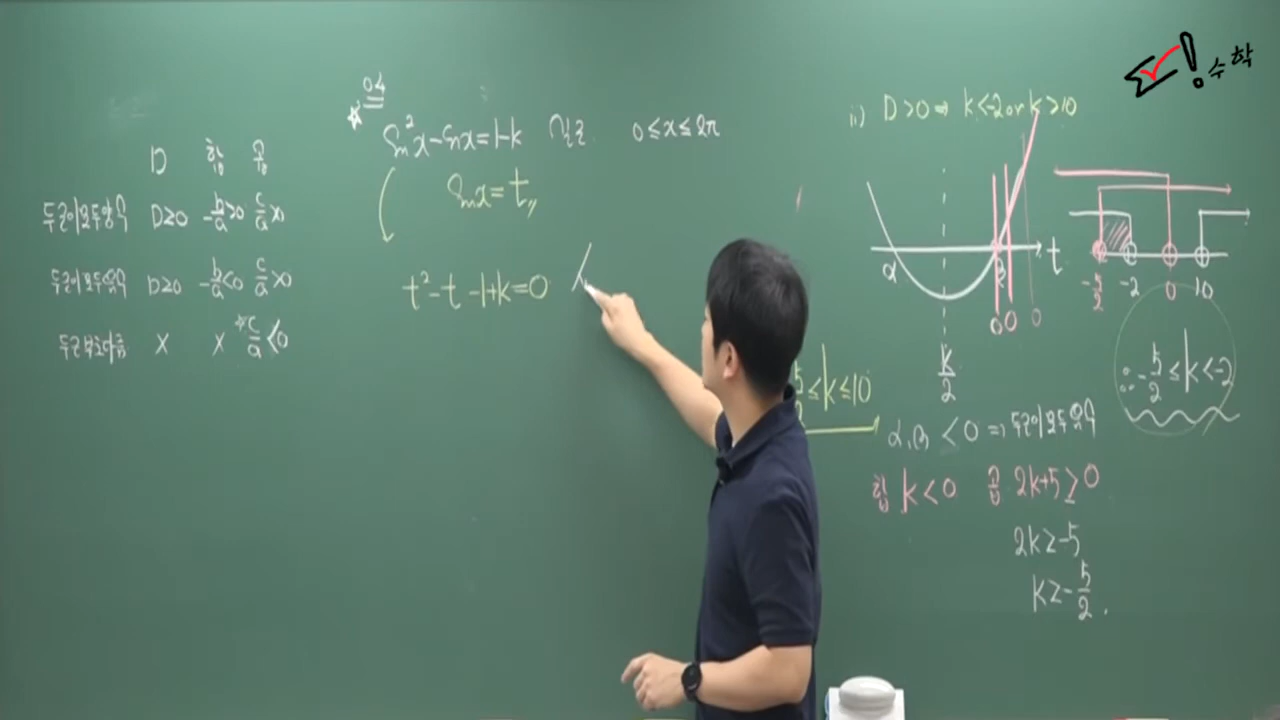 D 합 곱
두근이모두양수 D≥0 -b/a>0 c/a>0
두근이모두음수 D≥0 -b/a<0 c/a>0
두근부호다름 X X ☆c/a<0
☆04
sin²x-sinx=1-k 실근 0≤x≤2π
sinx=t
t²-t-1+k=0
5/2≤k≤10
ii) D>0⇒ k<-2 or k>10
α β t
0 0 0
k/2
-5/2 -2 0 10
∴-5/2≤k<-2
α,β<0 ⇒ 두근이모두음수
합 k<0 곱 2k+5≥0
2k≥-5
k≥-5/2.
수학